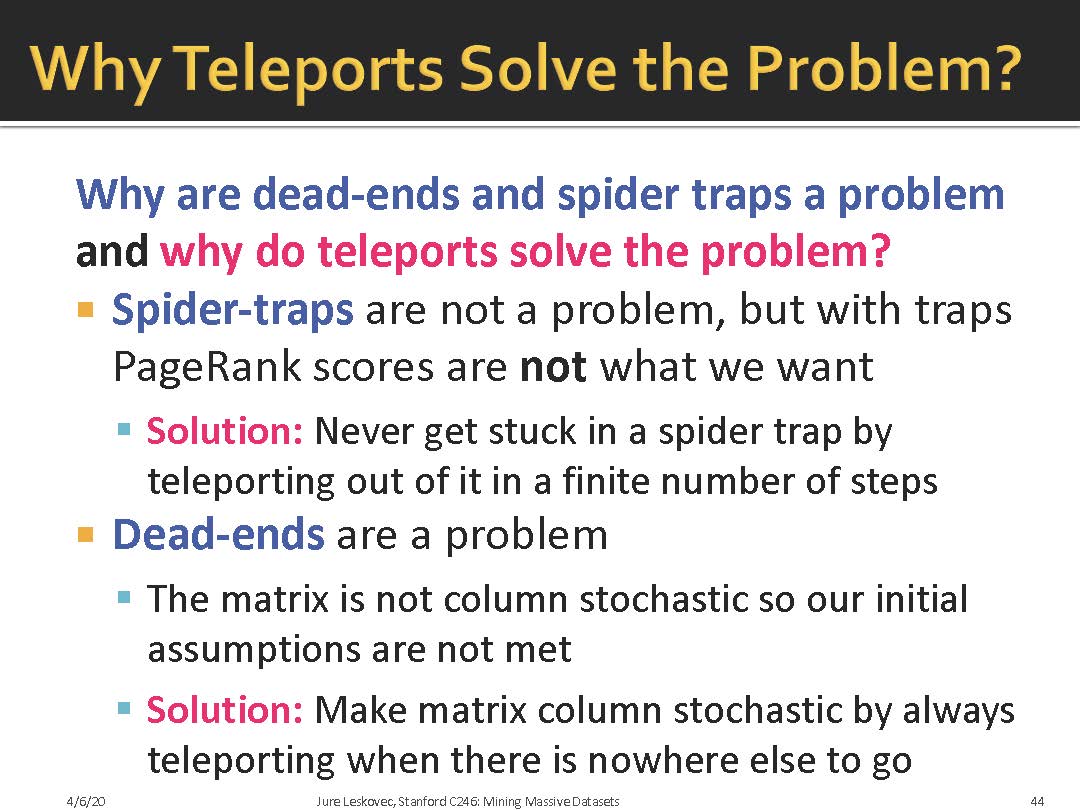 Why Teleports Solve the Problem?
Why are dead-ends and spider traps a problem
and why do teleports solve the problem?
Spider-traps are not a problem, but with traps
PageRank scores are not what we want
Solution: Never get stuck in a spider trap by
teleporting out of it in a finite number of steps
Dead-ends are a problem
The matrix is not column stochastic so our initial
assumptions are not met
Solution: Make matrix column stochastic by always
teleporting when there is nowhere else to go
4/6/20
Jure Leskovec, Stanford C246: Mining Massive Datasets
44